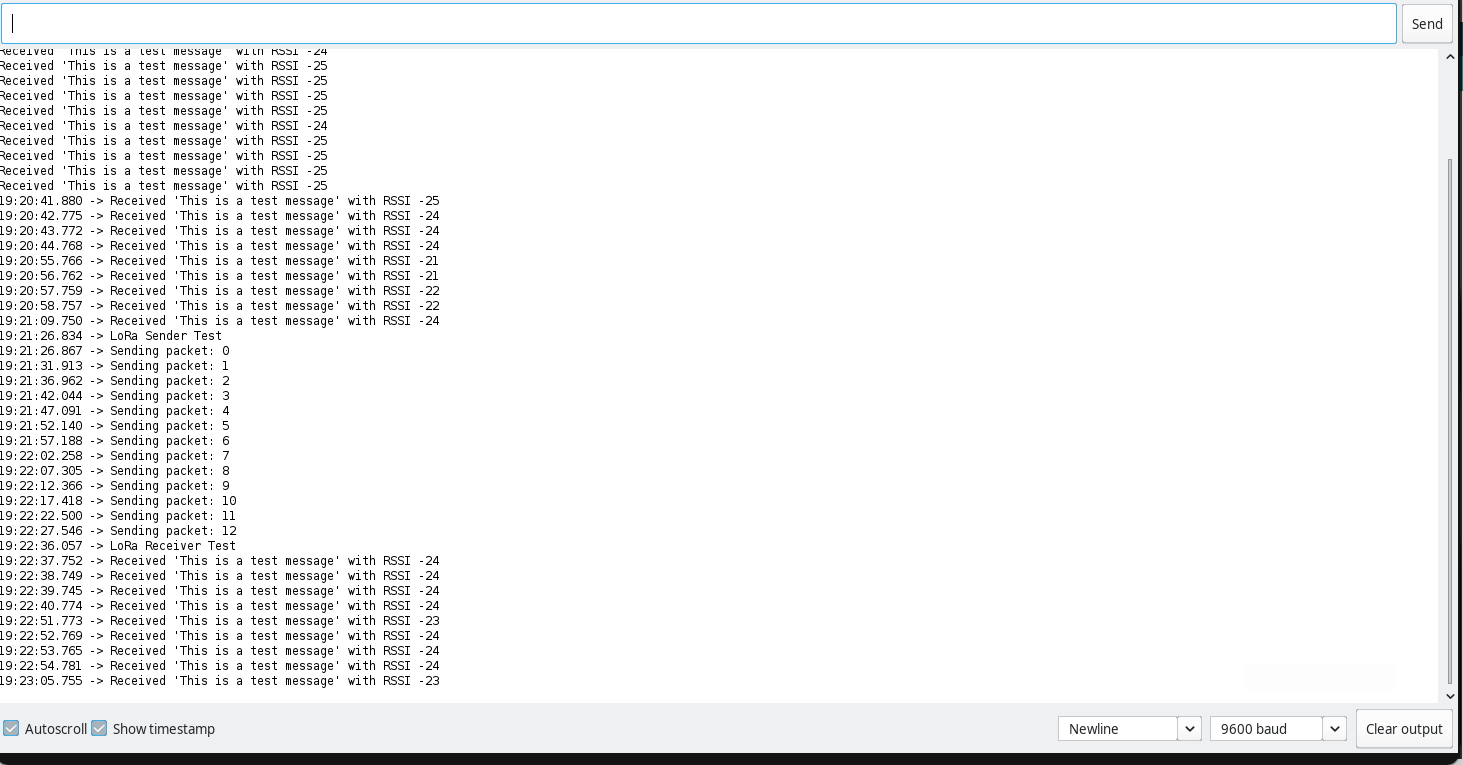 Send
Received 'This is a test message' with RSSI -24
Received 'This is a test message' with RSSI -25
Received 'This is a test message' with RSSI -25
Received 'This is a test message' with RSSI -25
Received 'This is a test message' with RSSI -25
Received 'This is a test message' with RSSI -24
Received 'This is a test message' with RSSI -25
Received 'This is a test message' with RSSI -25
Received 'This is a test message' with RSSI -25
Received 'This is a test message' with RSSI -25
19:20:41.880 -> Received 'This is a test message' with RSSI -25
19:20:42.775 -> Received 'This is a test message' with RSSI -24
19:20:43.772 -> Received 'This is a test message' with RSSI -24
19:20:44.768 -> Received 'This is a test message' with RSSI -24
19:20:55.766 -> Received 'This is a test message' with RSSI -21
19:20:56.762 -> Received 'This is a test message' with RSSI -21
19:20:57.759 -> Received 'This is a test message' with RSSI -22
19:20:58.757 -> Received 'This is a test message' with RSSI -22
19:21:09.750 -> Received 'This is a test message' with RSSI -24
19:21:26.834 -> LoRa Sender Test
19:21:26.867 -> Sending packet: 0
19:21:31.913 -> Sending packet: 1
19:21:36.962 -> Sending packet: 2
19:21:42.044 -> Sending packet: 3
19:21:47.091 -> Sending packet: 4
19:21:52.140 -> Sending packet: 5
19:21:57.188 -> Sending packet: 6
19:22:02.258 -> Sending packet: 7
19:22:07.305 -> Sending packet: 8
19:22:12.366 -> Sending packet: 9
19:22:17.418 -> Sending packet: 10
19:22:22.500 -> Sending packet: 11
19:22:27.546 -> Sending packet: 12
19:22:36.057 -> LoRa Receiver Test
19:22:37.752 -> Received 'This is a test message' with RSSI -24
19:22:38.749 -> Received 'This is a test message' with RSSI -24
19:22:39.745 -> Received 'This is a test message' with RSSI -24
19:22:40.774 -> Received 'This is a test message' with RSSI -24
19:22:51.773 -> Received 'This is a test message' with RSSI -23
19:22:52.769 -> Received 'This is a test message' with RSSI -24
19:22:53.765 -> Received 'This is a test message' with RSSI -24
19:22:54.781 -> Received 'This is a test message' with RSSI -24
19:23:05.755 -> Received 'This is a test message' with RSSI -23
Autoscroll Show timestamp Newline 9600 baud Clear output